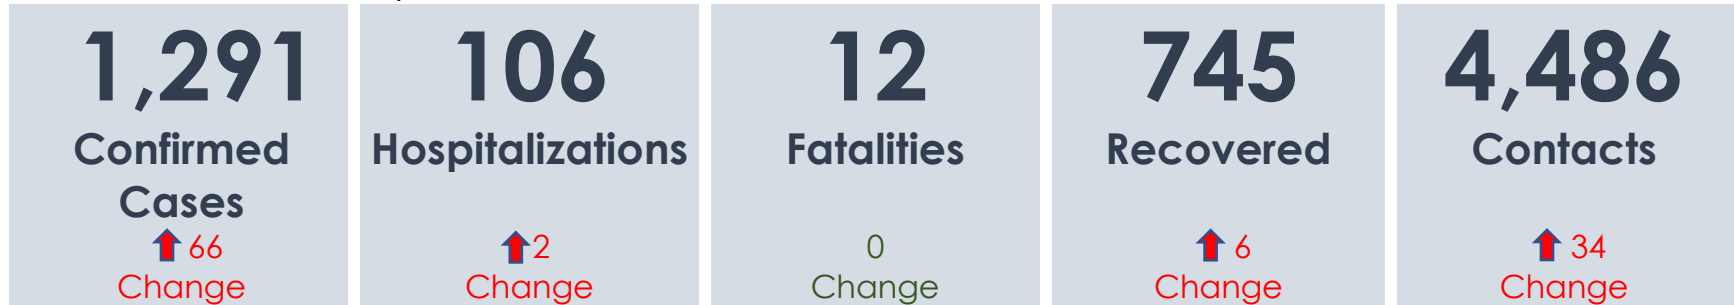 1,291
Confirmed
Cases
66
Change
106
Hospitalizations
2
Change
12
Fatalities
0
Change
745
Recovered
6
Change
4,486
Contacts
34
Change